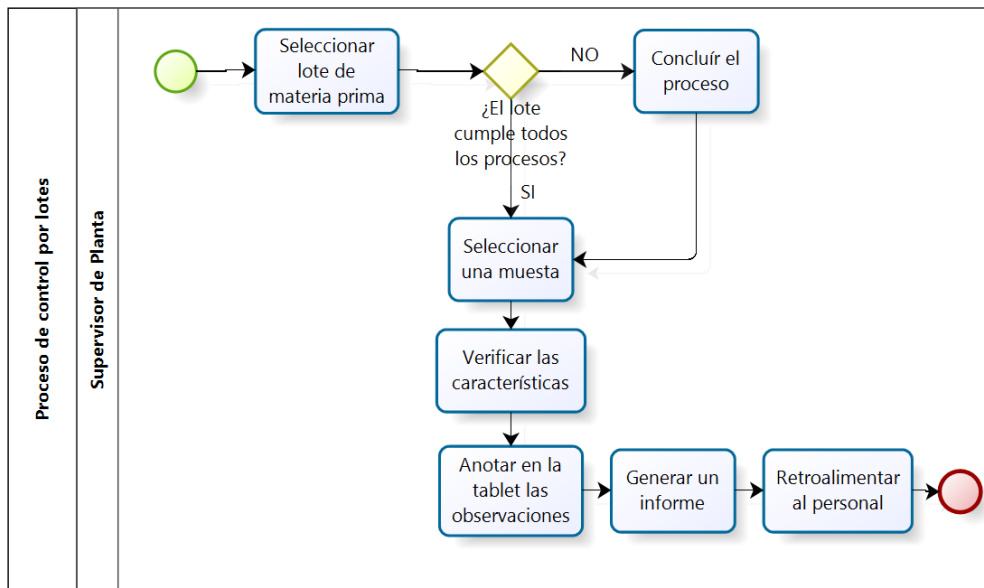 Proceso de control por lotes
Supervisor de Planta
Seleccionar
lote de
materia prima
¿El lote
cumple todos
los procesos?
NO
Concluír el
proceso
SI
Seleccionar
una muesta
Verificar las
características
Anotar en la
tablet las
observaciones
Generar un
informe
Retroalimentar
al personal